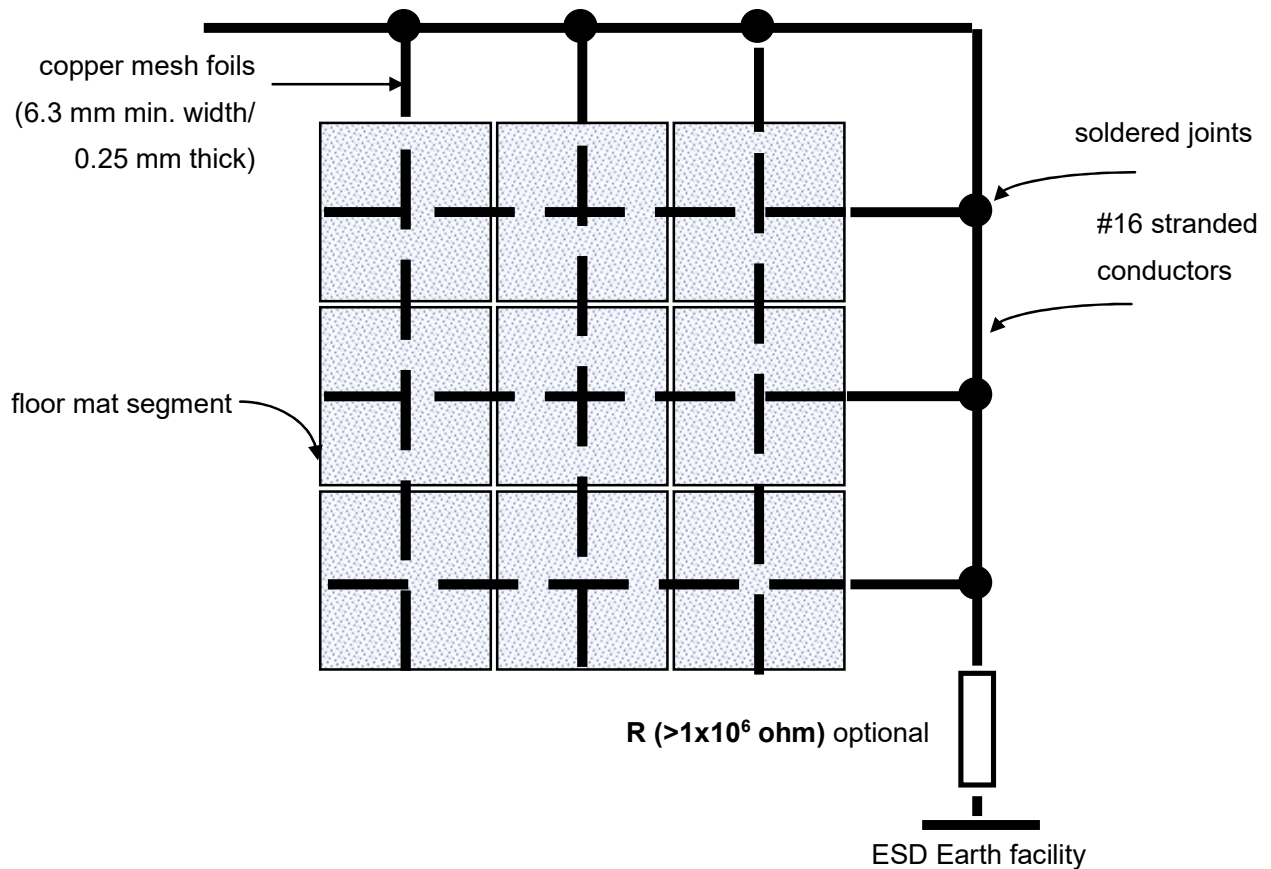 copper mesh foils
(6.3 mm min. width/
0.25 mm thick)
soldered joints
#16 stranded
conductors
floor mat segment
R (>1x10⁶ ohm) optional
ESD Earth facility